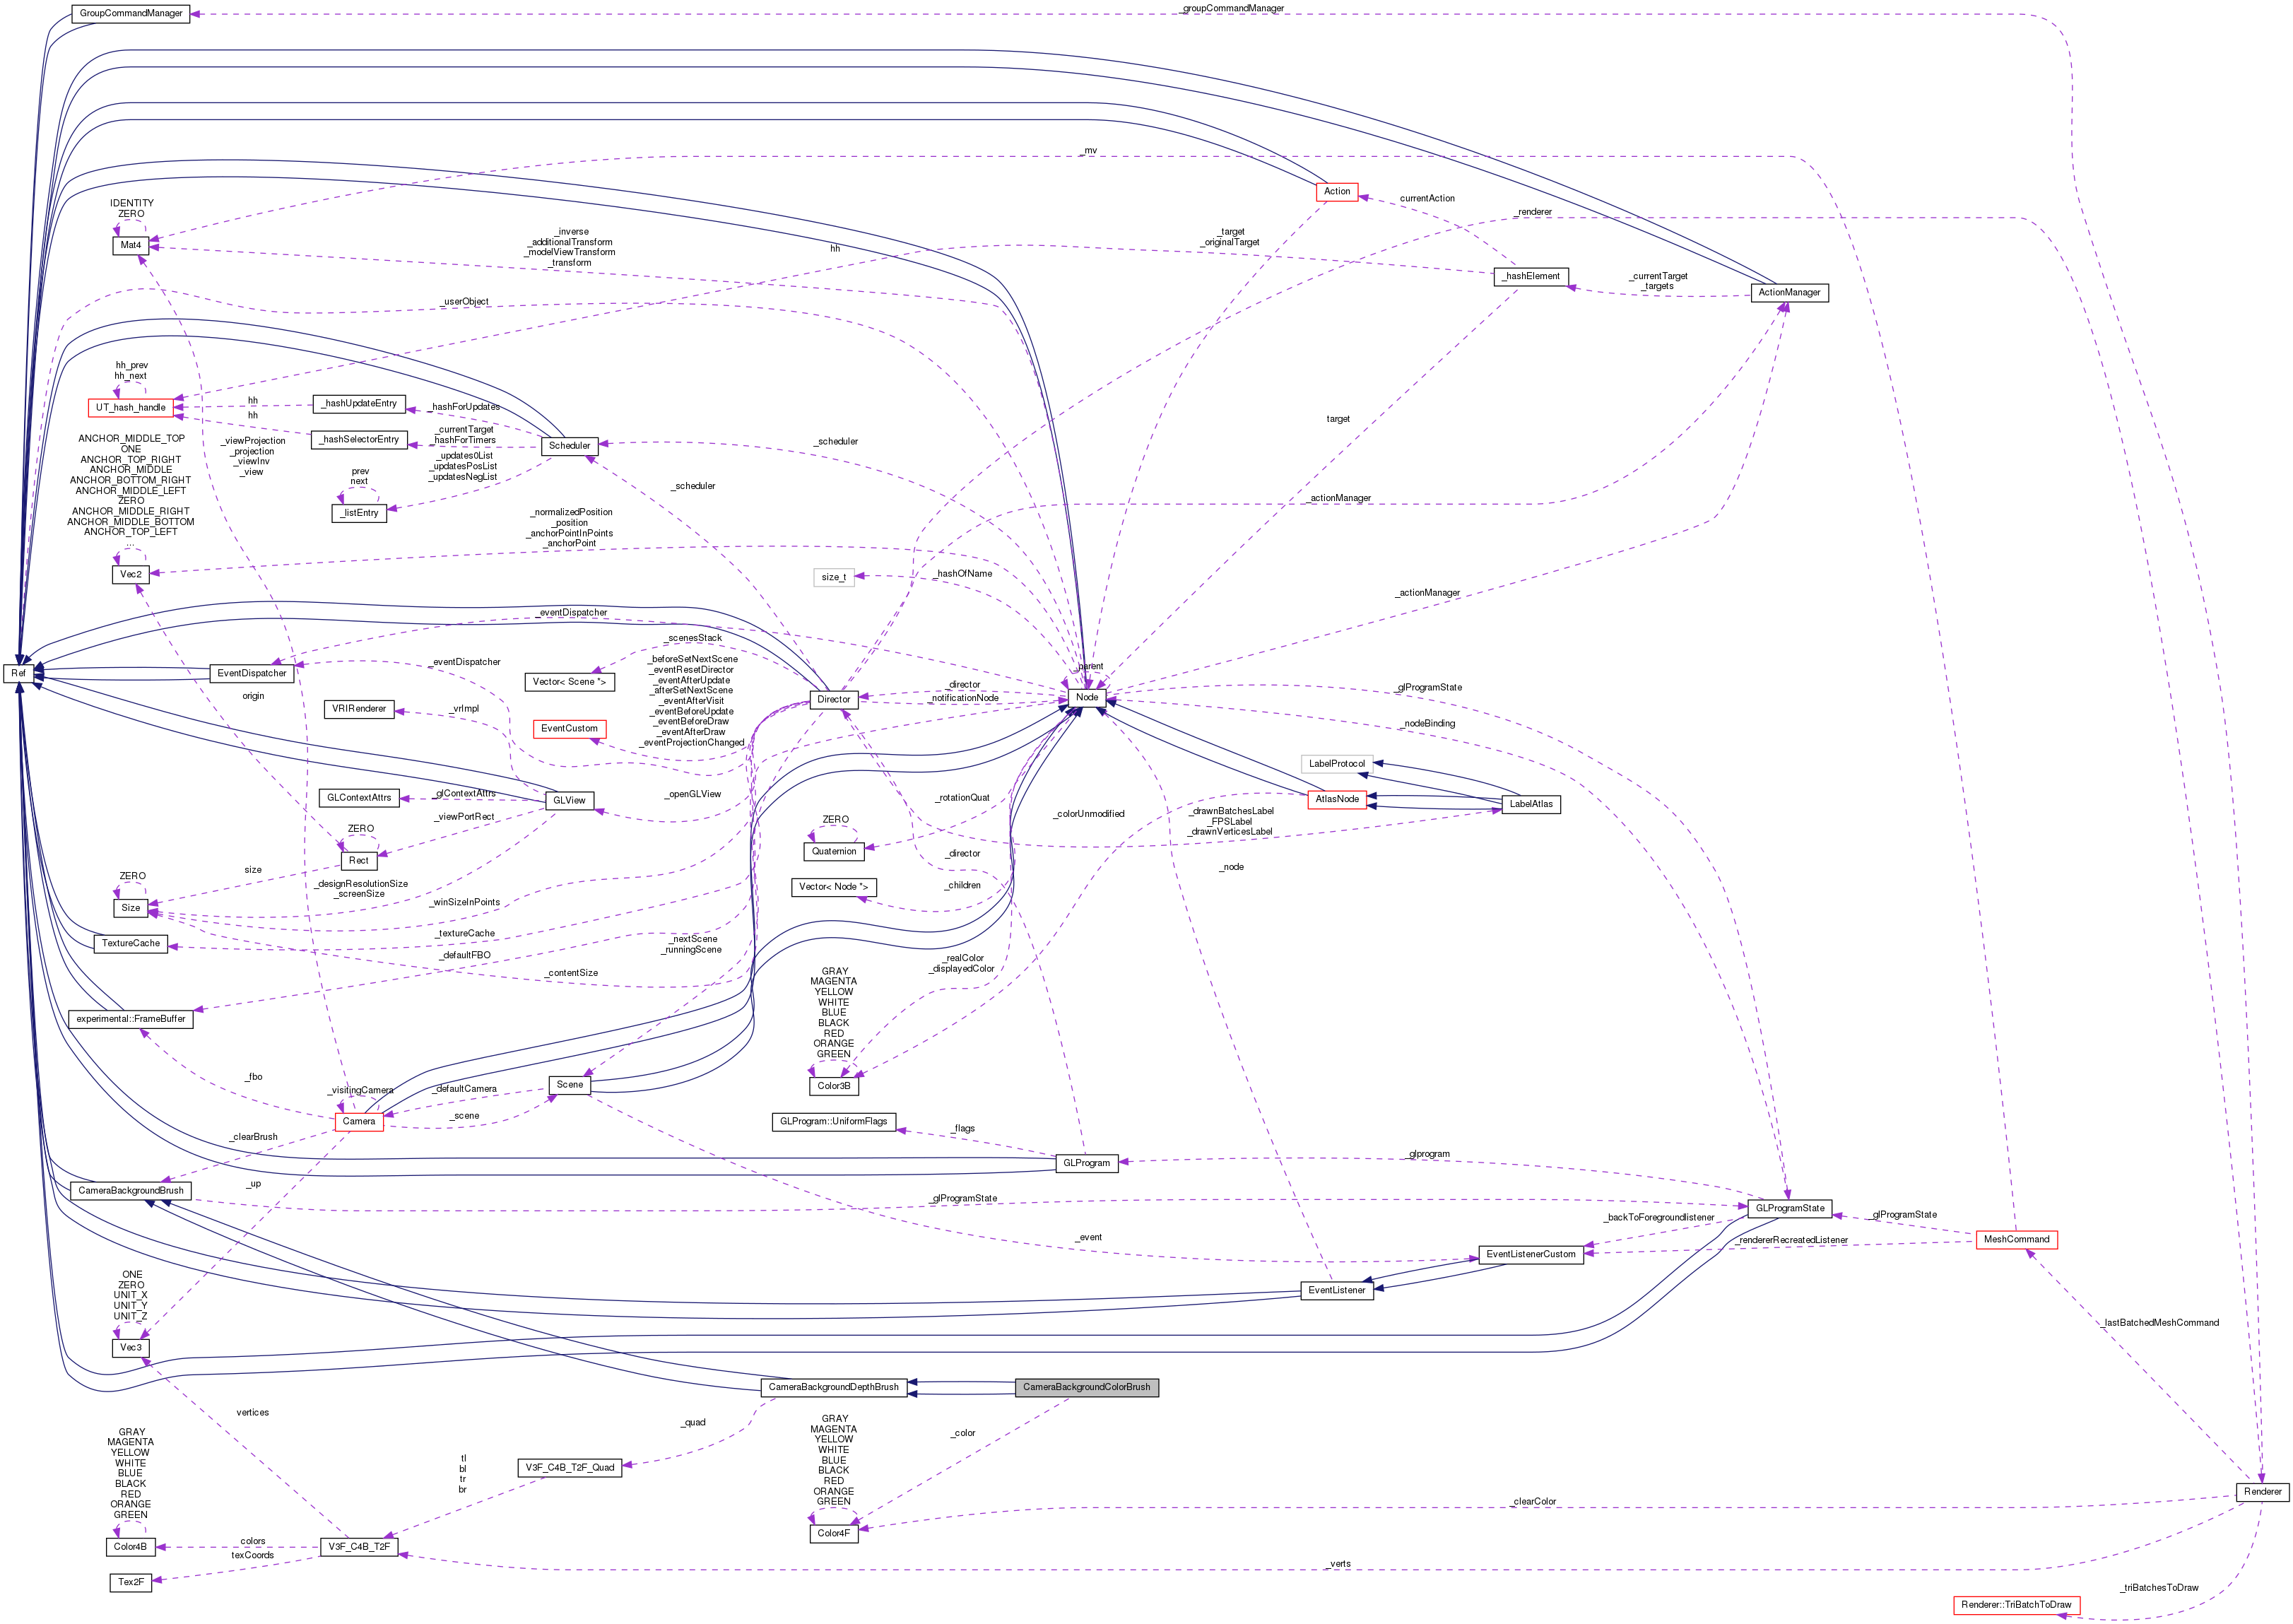 GroupCommandManager
_groupCommandManager
_mv
Action
currentAction
_renderer
IDENTITY
ZERO
Mat4
_inverse
_additionalTransform
_modelViewTransform
_transform
hh
_target
_originalTarget
_hashElement
_currentTarget
_targets
ActionManager
_userObject
hh_prev
hh_next
UT_hash_handle
hh
hh
_hashUpdateEntry
_hashForUpdates
_hashSelectorEntry
_currentTarget
_hashForTimers
Scheduler
_scheduler
target
_updates0List
_updatesPosList
_updatesNegList
prev
next
_listEntry
_viewProjection
_projection
_viewInv
_view
ANCHOR_MIDDLE_TOP
ONE
ANCHOR_TOP_RIGHT
ANCHOR_MIDDLE
ANCHOR_BOTTOM_RIGHT
ANCHOR_MIDDLE_LEFT
ZERO
ANCHOR_MIDDLE_RIGHT
ANCHOR_MIDDLE_BOTTOM
ANCHOR_TOP_LEFT
...
Vec2
_scheduler
_actionManager
_normalizedPosition
_position
_anchorPointInPoints
_anchorPoint
size_t
_hashOfName
_actionManager
_eventDispatcher
_scenesStack
Ref
EventDispatcher
_eventDispatcher
Vector< Scene *>
_beforeSetNextScene
_eventResetDirector
_eventAfterUpdate
_afterSetNextScene
_eventAfterVisit
_eventBeforeUpdate
_eventBeforeDraw
_eventAfterDraw
_eventProjectionChanged
_parent
Director
_director
_notificationNode
Node
_glProgramState
origin
VRIRenderer
_vrImpl
EventCustom
_nodeBinding
LabelProtocol
GLContextAttrs
_glContextAttrs
GLView
_openGLView
_rotationQuat
_colorUnmodified
AtlasNode
LabelAtlas
_drawnBatchesLabel
_FPSLabel
_drawnVerticesLabel
_viewPortRect
ZERO
Rect
ZERO
Quaternion
_director
_node
size
ZERO
Size
_designResolutionSize
_screenSize
Vector< Node *>
_children
_winSizeInPoints
TextureCache
_textureCache
_nextScene
_runningScene
_defaultFBO
_contentSize
_realColor
_displayedColor
GRAY
MAGENTA
YELLOW
WHITE
BLUE
BLACK
RED
ORANGE
GREEN
Color3B
experimental::FrameBuffer
_fbo
_visitingCamera
Camera
_defaultCamera
_scene
Scene
GLProgram::UniformFlags
_flags
_clearBrush
GLProgram
_glprogram
CameraBackgroundBrush
_up
_glProgramState
GLProgramState
_backToForegroundlistener
_glProgramState
MeshCommand
_rendererRecreatedListener
_event
EventListenerCustom
EventListener
ONE
ZERO
UNIT_X
UNIT_Y
UNIT_Z
Vec3
_lastBatchedMeshCommand
CameraBackgroundDepthBrush
CameraBackgroundColorBrush
vertices
_quad
_color
GRAY
MAGENTA
YELLOW
WHITE
BLUE
BLACK
RED
ORANGE
GREEN
Color4F
GRAY
MAGENTA
YELLOW
WHITE
BLUE
BLACK
RED
ORANGE
GREEN
Color4B
tl
bl
tr
br
V3F_C4B_T2F_Quad
_clearColor
Renderer
colors
V3F_C4B_T2F
texCoords
Tex2F
_verts
_triBatchesToDraw
Renderer::TriBatchToDraw